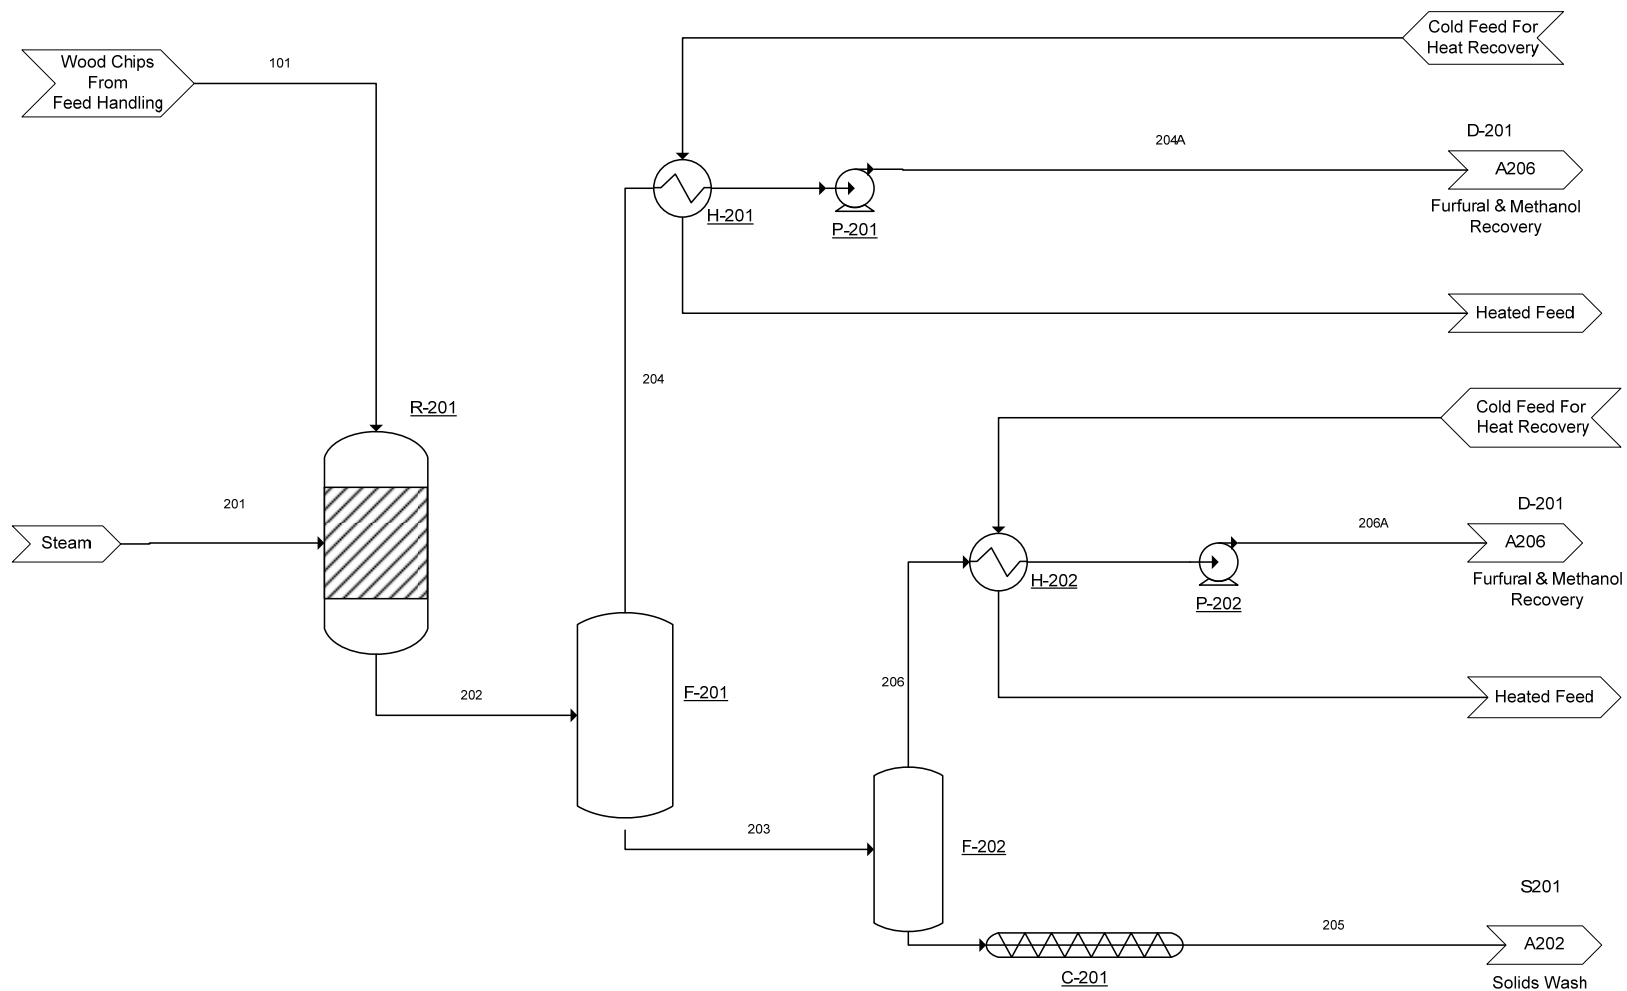 Cold Feed For
Heat Recovery
Wood Chips
From
Feed Handling
101
D-201
204A
A206
Furfural & Methanol
Recovery
H-201
P-201
Heated Feed
204
R-201
Cold Feed For
Heat Recovery
201
D-201
206A
Steam
A206
H-202
P-202
Furfural & Methanol
Recovery
206
202
F-201
Heated Feed
203
F-202
S201
205
A202
C-201
Solids Wash